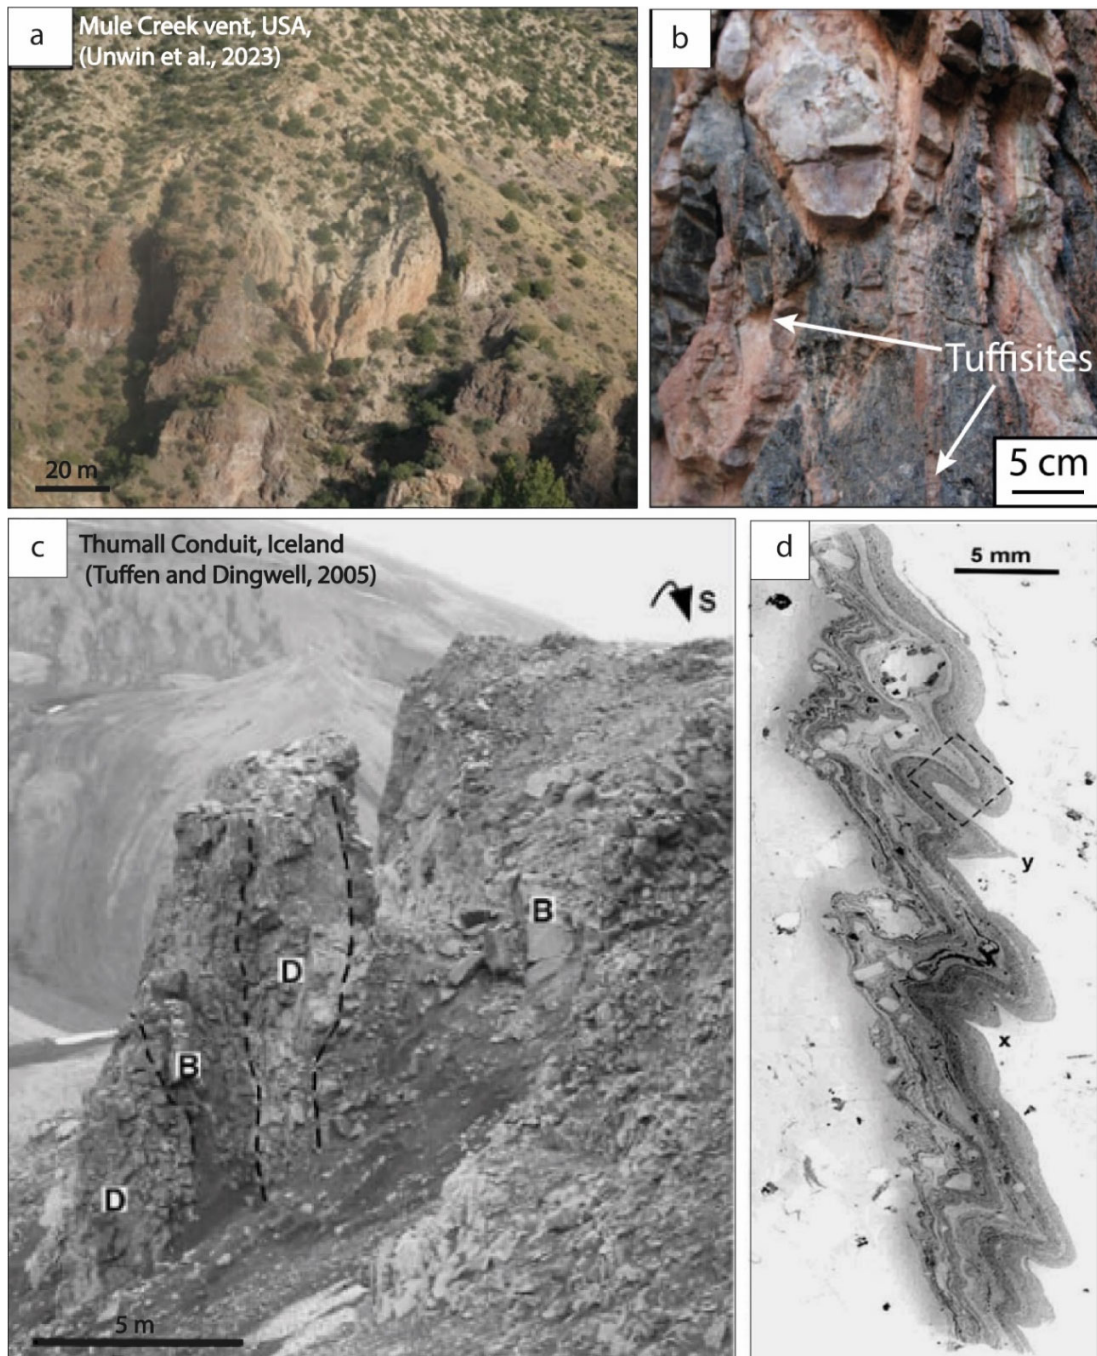 a
Mule Creek vent, USA,
(Unwin et al., 2023)
20 m
b
Tuffisites
5 cm
c
Thumall Conduit, Iceland
(Tuffen and Dingwell, 2005)
S
B
D
B
D
5 m
d
5 mm
y
x